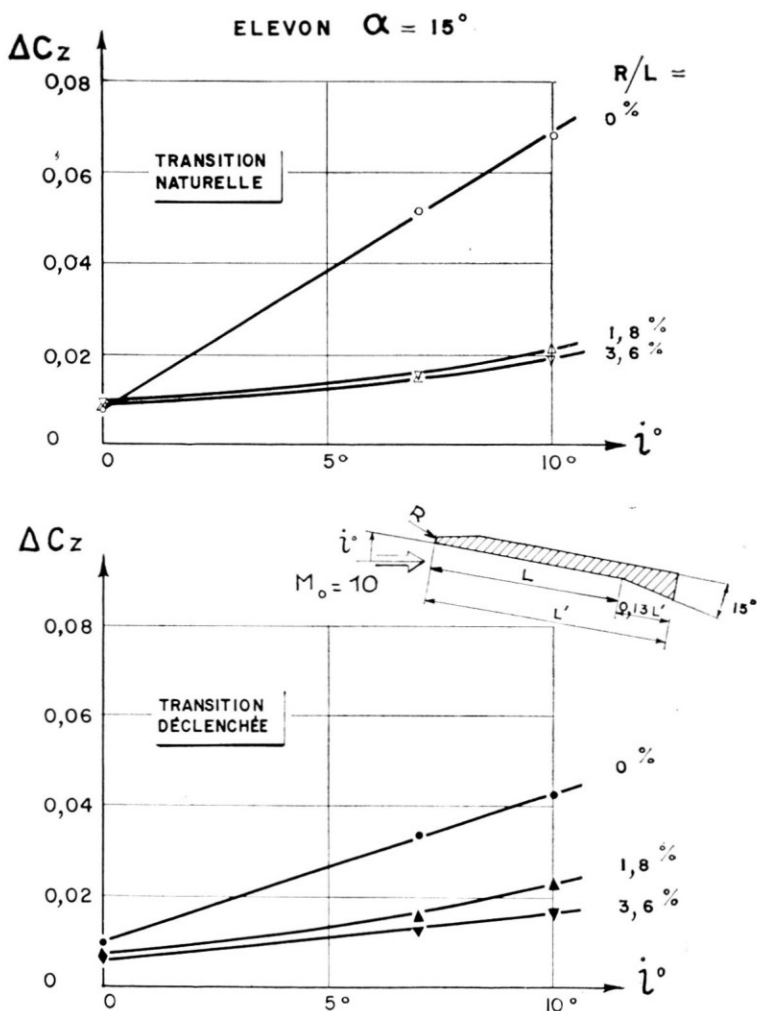 ELEVON α = 15°
ΔCz
0,08
R/L =
0 %
TRANSITION
NATURELLE
0,06
0,04
0,02
1,8 %
3,6 %
0
0
5°
10°
i°
ΔCz
R
i°
M₀ = 10
L
L'
0,13 L'
15°
0,08
TRANSITION
DÉCLENCHÉE
0,06
0 %
0,04
1,8 %
0,02
3,6 %
0
0
5°
10°
i°